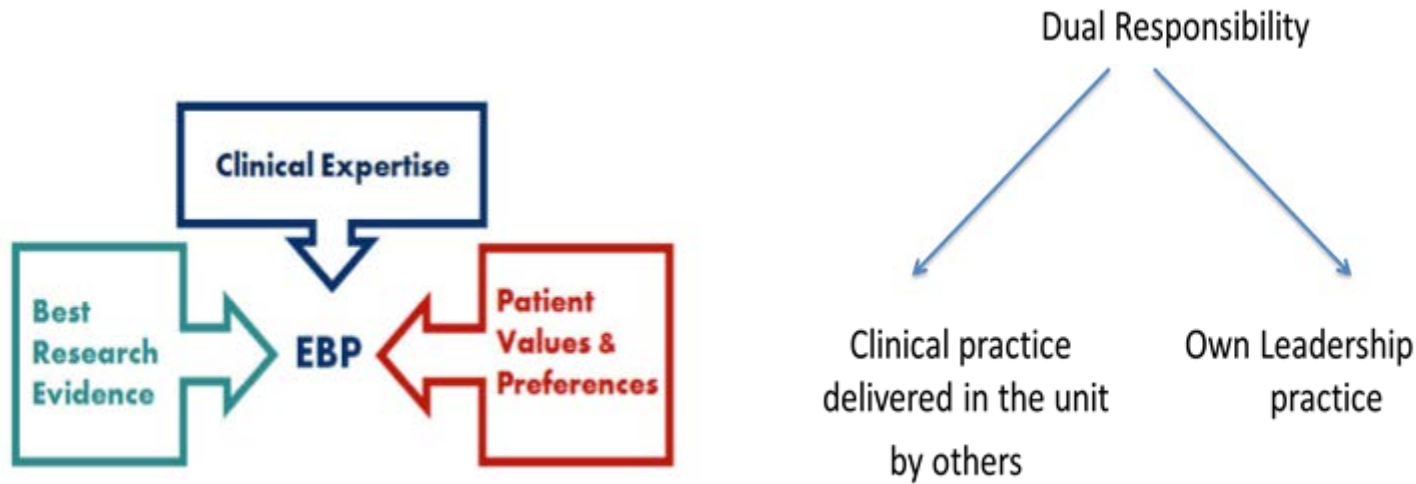 Clinical Expertise
Best
Research
Evidence
EBP
Patient
Values &
Preferences
Dual Responsibility
Clinical practice
delivered in the unit
by others
Own Leadership
practice